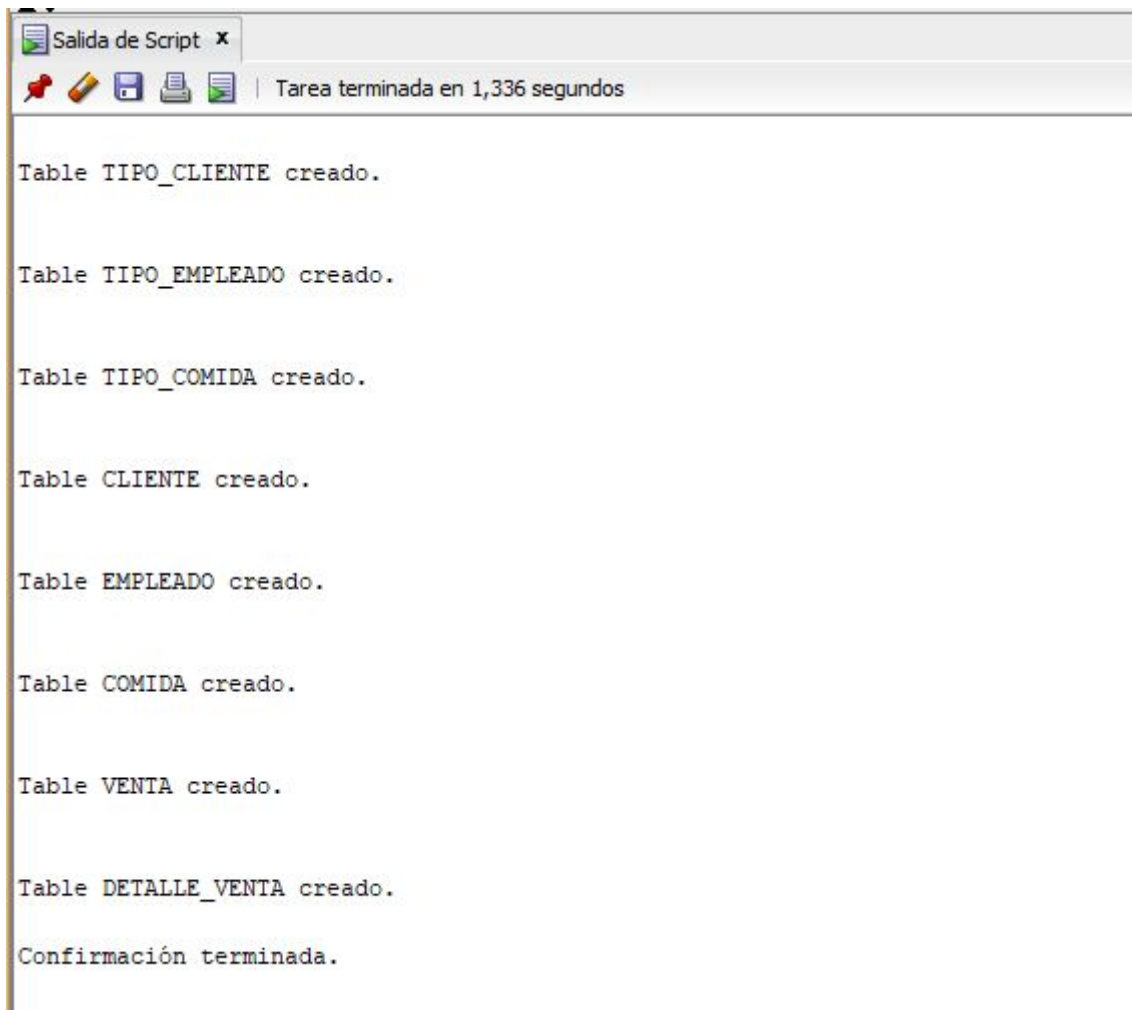 Salida de Script x
Tarea terminada en 1,336 segundos
Table TIPO_CLIENTE creado.
Table TIPO_EMPLEADO creado.
Table TIPO_COMIDA creado.
Table CLIENTE creado.
Table EMPLEADO creado.
Table COMIDA creado.
Table VENTA creado.
Table DETALLE_VENTA creado.
Confirmación terminada.